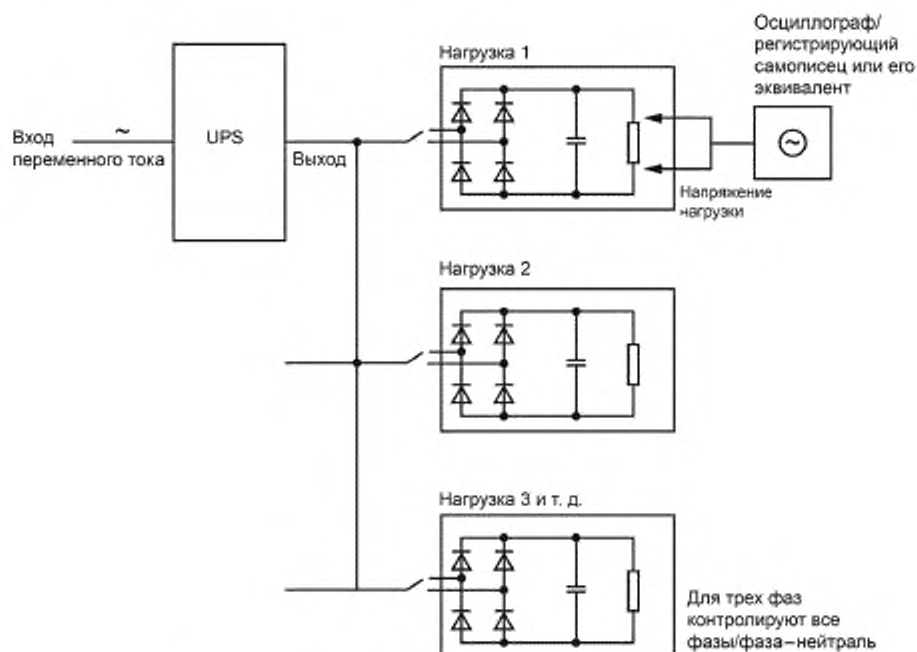 Осциллограф/
регистрирующий
самописец или его
эквивалент
Нагрузка 1
Вход
переменного тока
~
UPS
Выход
~
Напряжение
нагрузки
Нагрузка 2
Нагрузка 3 и т. д.
Для трех фаз
контролируют все
фазы/фаза–нейтраль